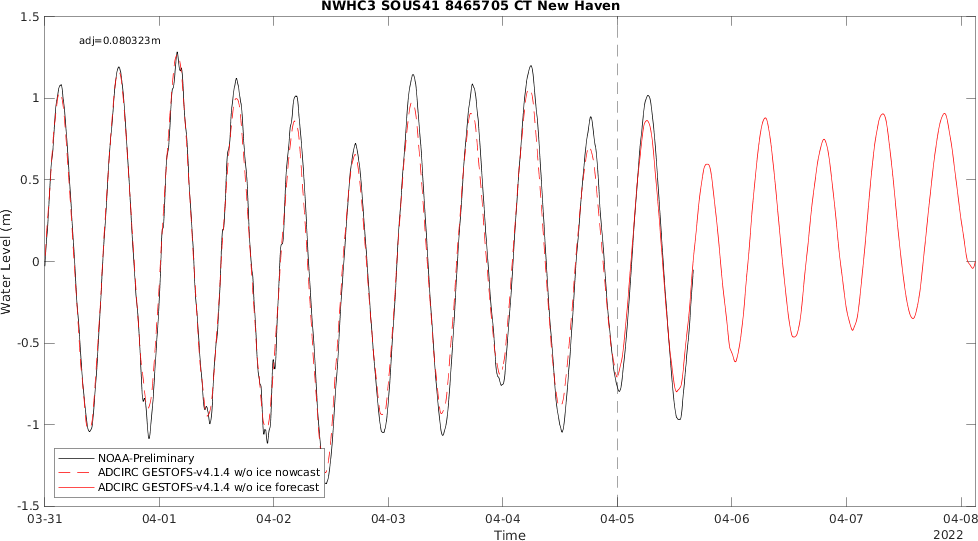 NWHC3 SOUS41 8465705 CT New Haven
adj=0.080323m
1.5
1
0.5
0
-0.5
-1
-1.5
Water Level (m)
NOAA-Preliminary
ADCIRC GESTOFS-v4.1.4 w/o ice nowcast
ADCIRC GESTOFS-v4.1.4 w/o ice forecast
03-31 04-01 04-02 04-03 04-04 04-05 04-06 04-07 04-08
Time
2022